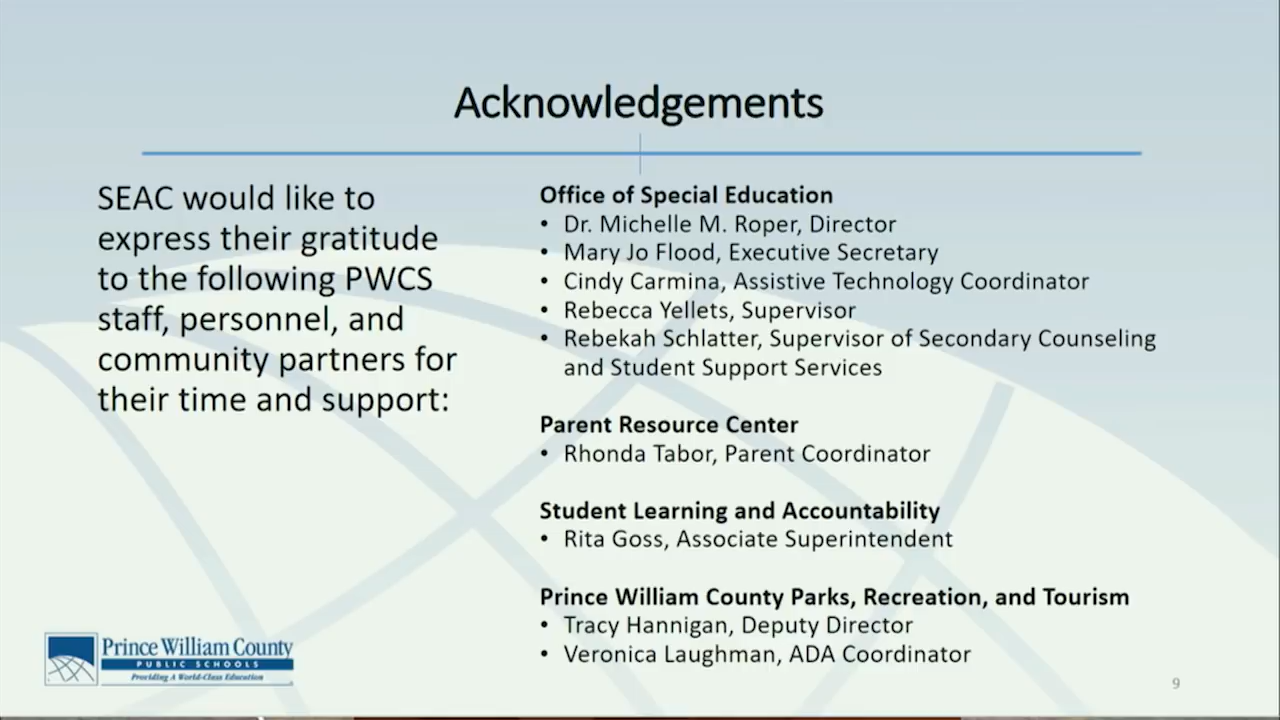 Acknowledgements
SEAC would like to
express their gratitude
to the following PWCS
staff, personnel, and
community partners for
their time and support:
Office of Special Education
• Dr. Michelle M. Roper, Director
• Mary Jo Flood, Executive Secretary
• Cindy Carmina, Assistive Technology Coordinator
• Rebecca Yellets, Supervisor
• Rebekah Schlatter, Supervisor of Secondary Counseling
and Student Support Services
Parent Resource Center
• Rhonda Tabor, Parent Coordinator
Student Learning and Accountability
• Rita Goss, Associate Superintendent
Prince William County Parks, Recreation, and Tourism
• Tracy Hannigan, Deputy Director
• Veronica Laughman, ADA Coordinator
Prince William County
PUBLIC SCHOOLS
Providing A World-Class Education
9